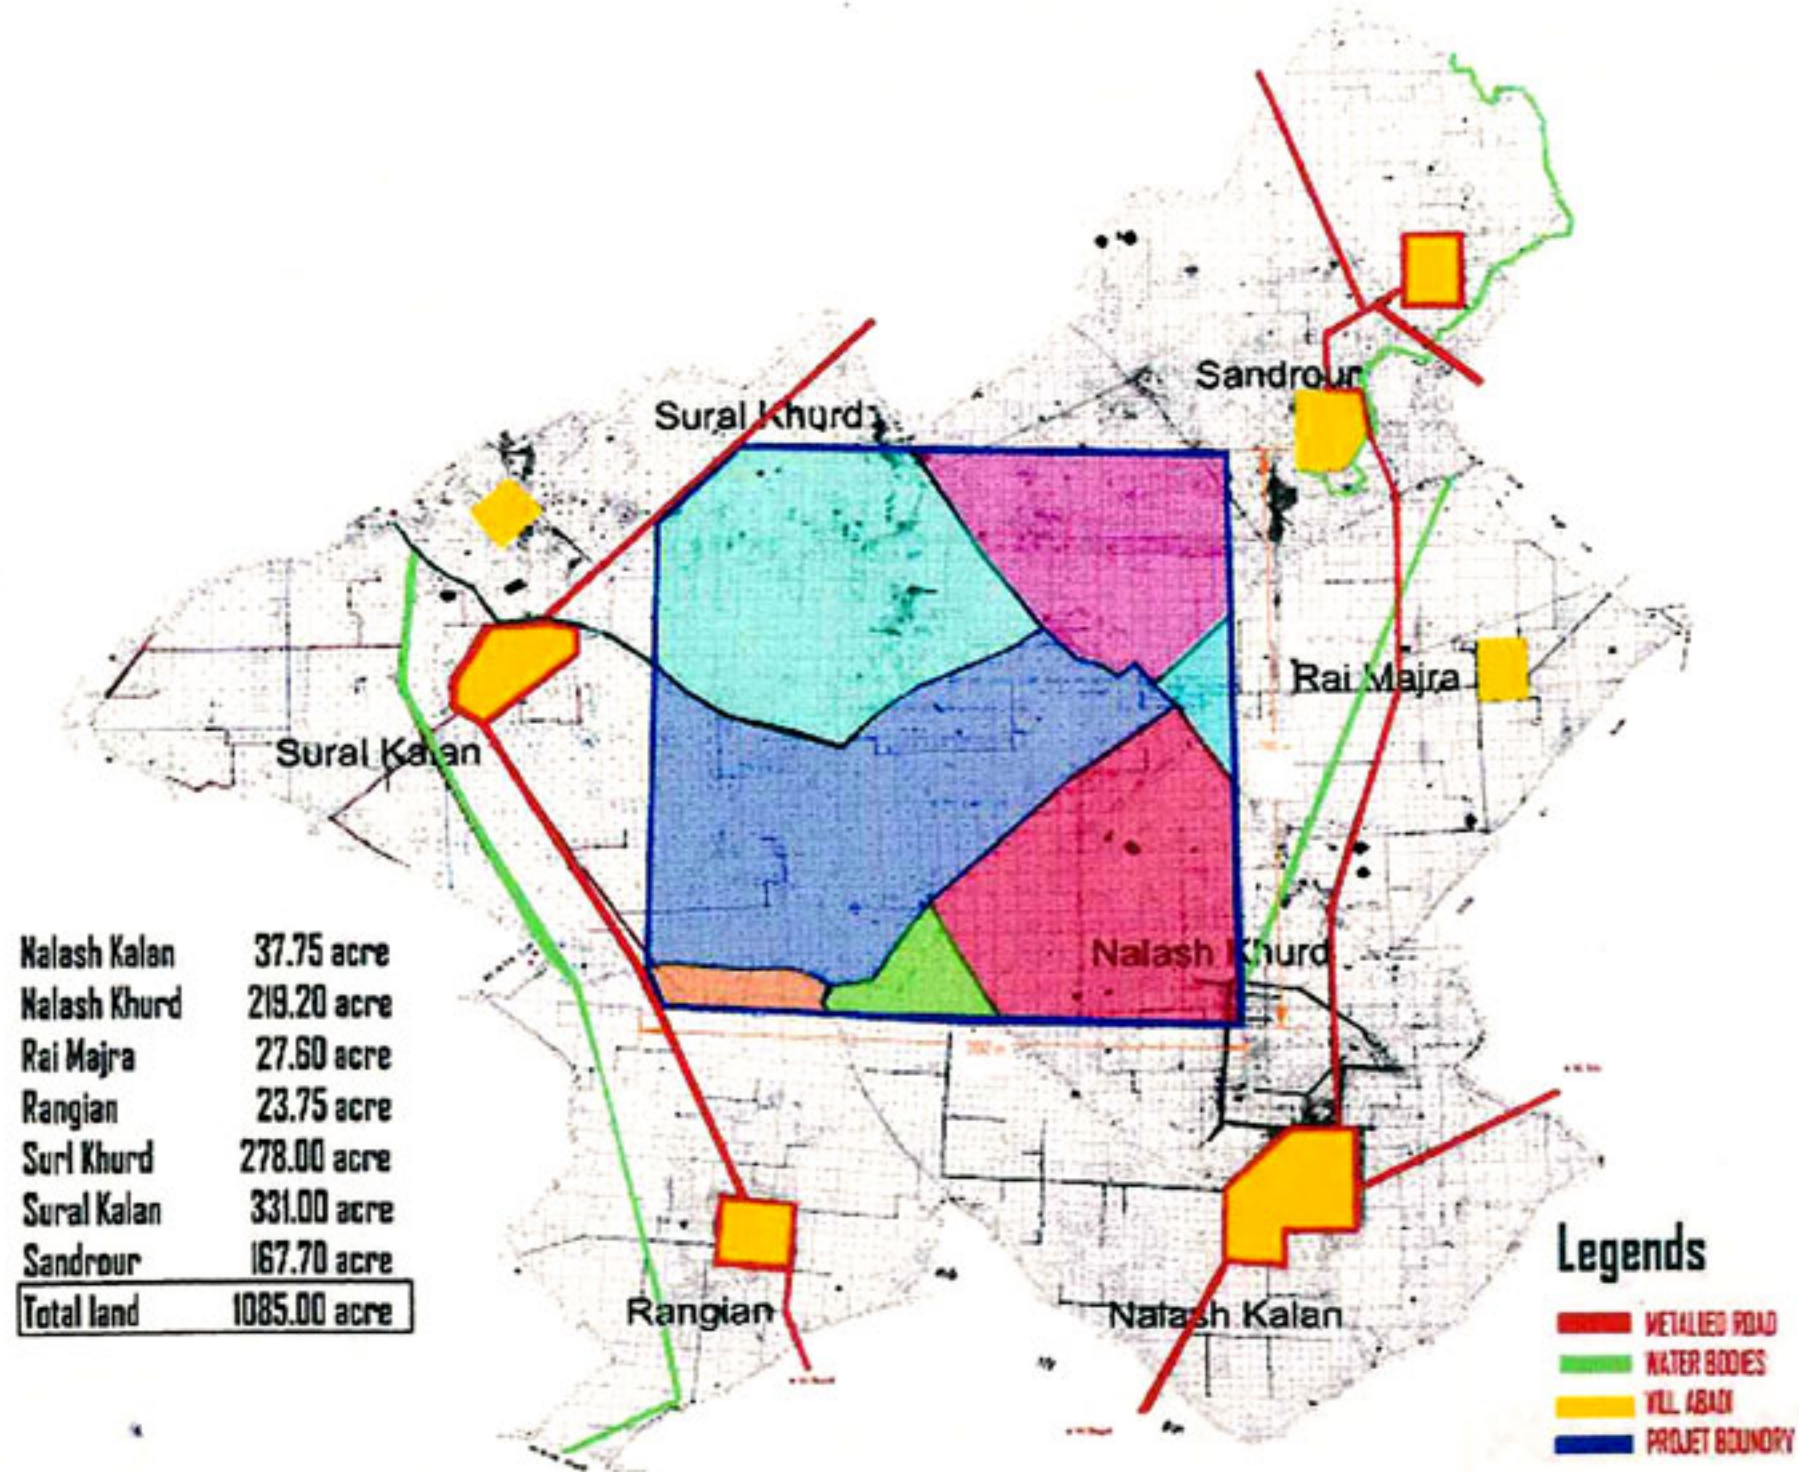 Sandrour
Sural Khurd
Rai Majra
Sural Kalan
Nalash Khurd
Nalash Kalan 37.75 acre
Nalash Khurd 219.20 acre
Rai Majra 27.60 acre
Rangian 23.75 acre
Surl Khurd 278.00 acre
Sural Kalan 331.00 acre
Sandrour 167.70 acre
Total land 1085.00 acre
Rangian
Nalash Kalan
Legends
METALLED ROAD
WATER BODIES
VILL. ABADI
PROJET BOUNDRY